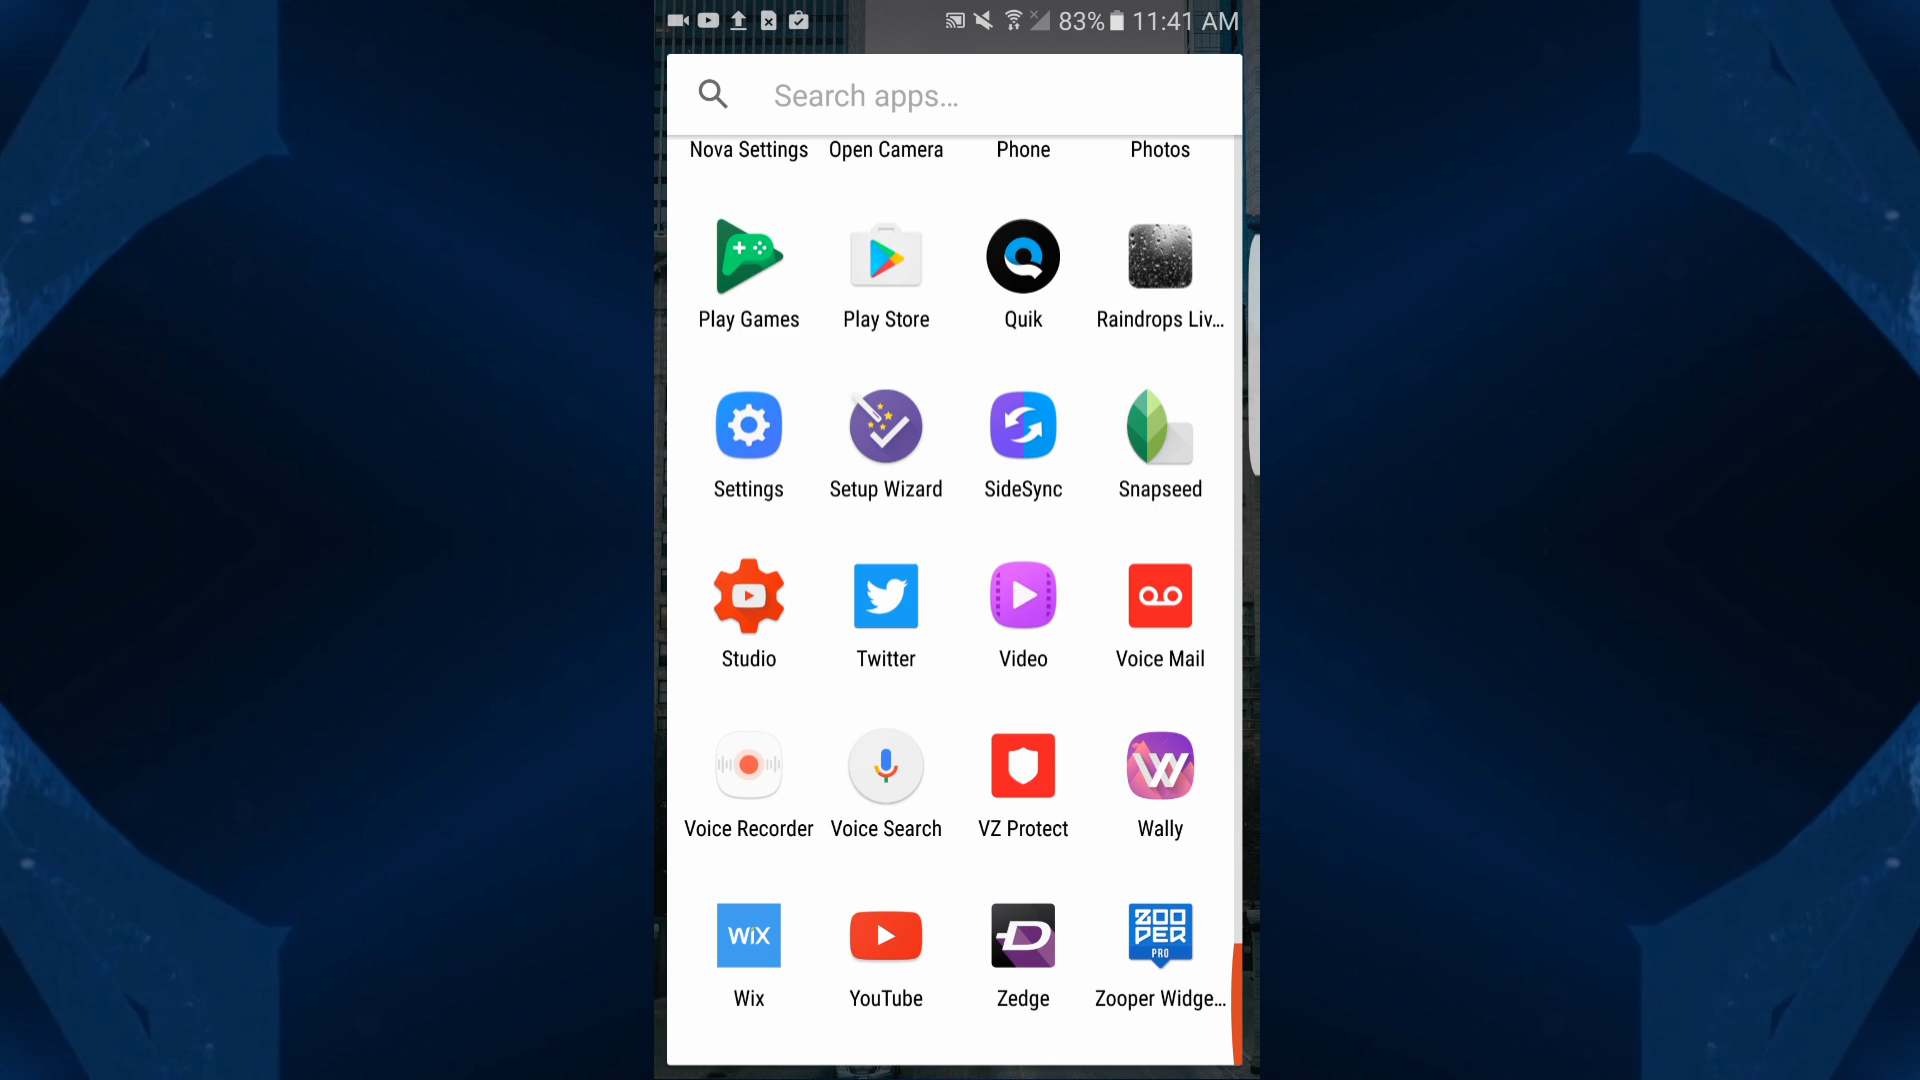 83% 11:41 AM
Search apps...
Nova Settings Open Camera Phone Photos
Play Games Play Store Quik Raindrops Liv...
Settings Setup Wizard SideSync Snapseed
Studio Twitter Video Voice Mail
Voice Recorder Voice Search VZ Protect Wally
WiX
ZOO
PER
PRO
Wix YouTube Zedge Zooper Widge...